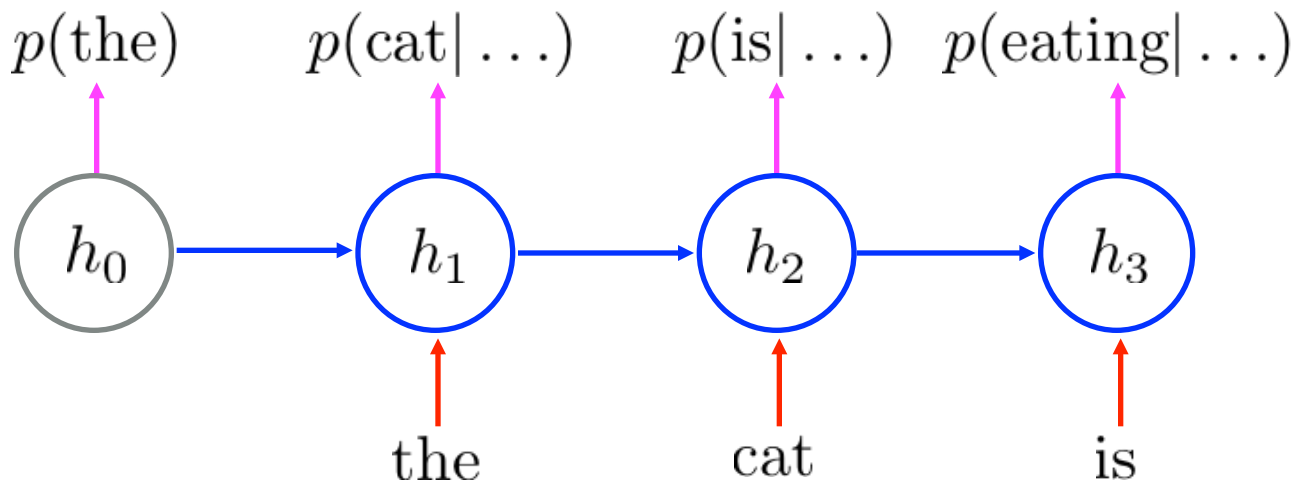 p(the) p(cat| ...) p(is| ...) p(eating| ...)
h₀ h₁ h₂ h₃
the cat is